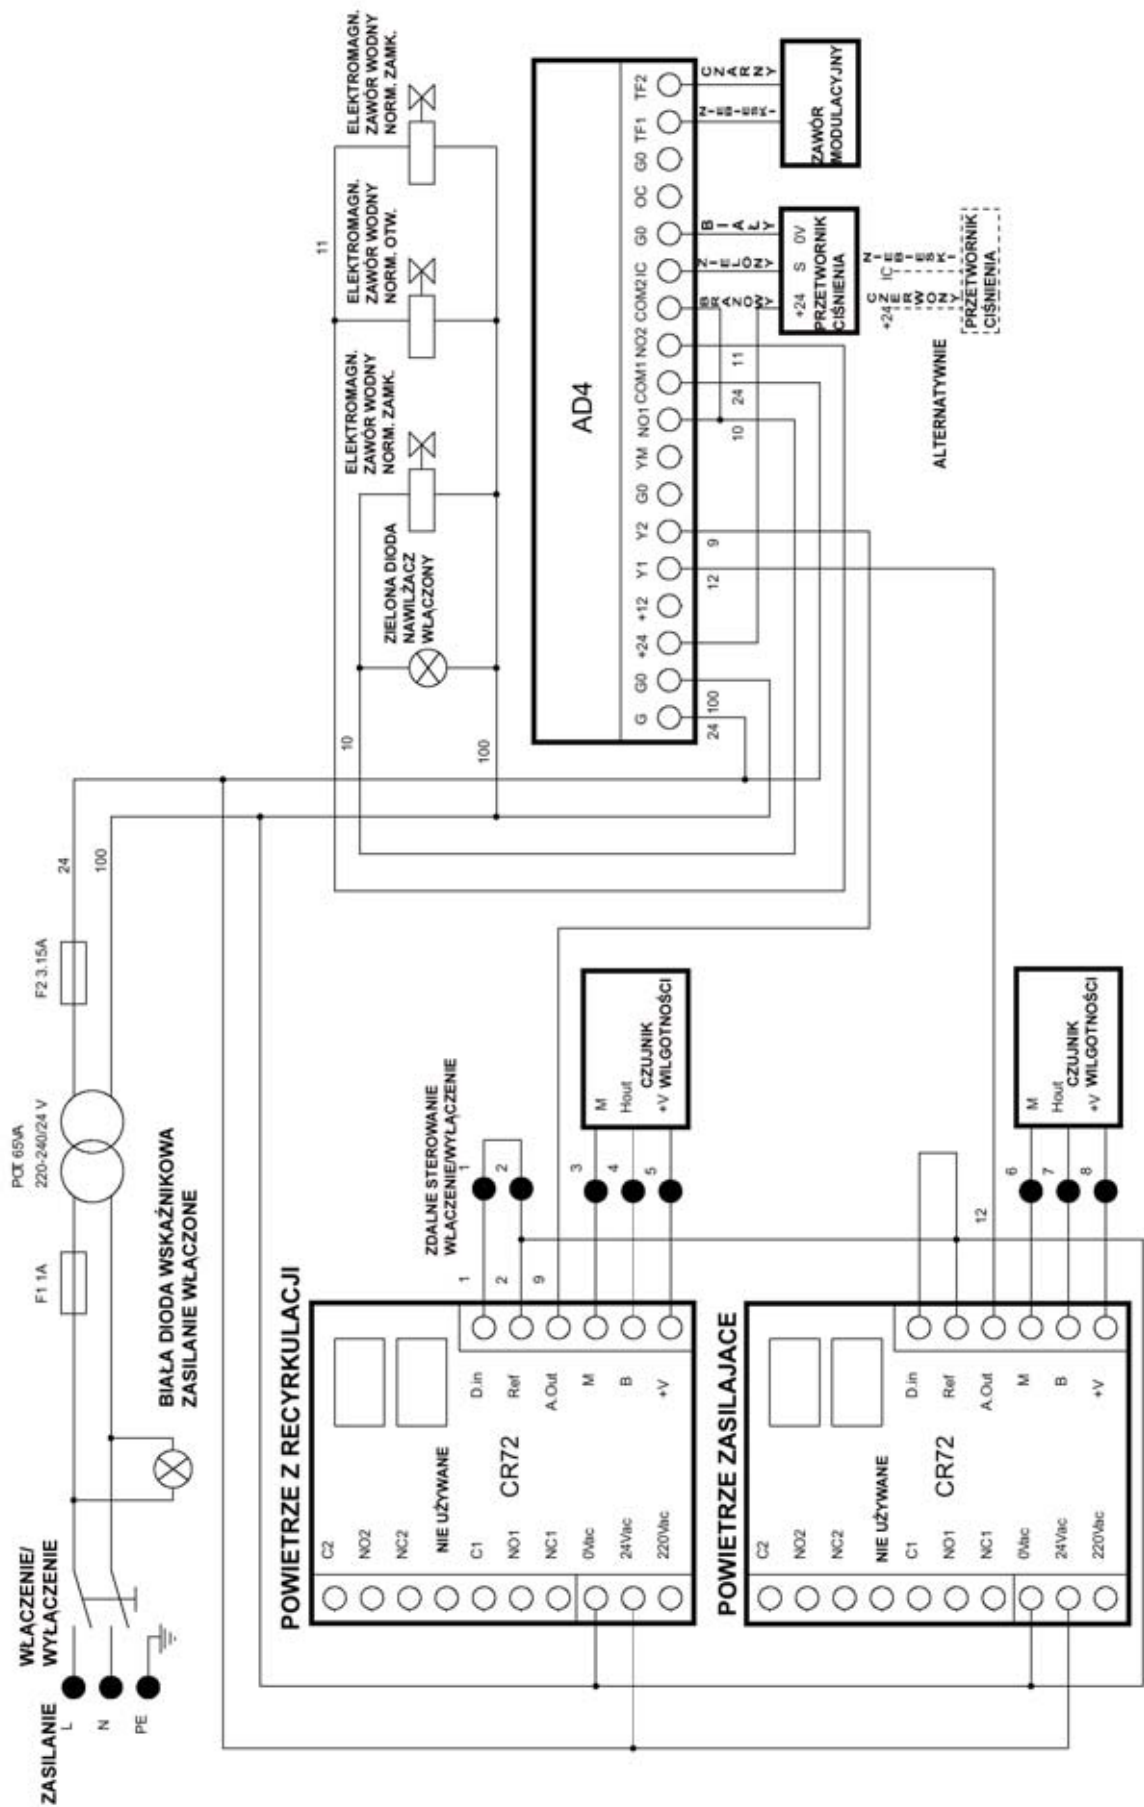 ZASILANIE
L
N
PE
WŁĄCZENIE/
WYŁĄCZENIE
BIAŁA DIODA WSKAŹNIKOWA
ZASILANIE WŁĄCZONE
F1 1A
65VA
220-240/24 V
F2 3.15A
24
100
10
11
100
ZIELONA DIODA
NAWILŻACZ
WŁĄCZONY
ELEKTROMAGN.
ZAWÓR WODNY
NORM. ZAMK.
ELEKTROMAGN.
ZAWÓR WODNY
NORM. OTW.
ELEKTROMAGN.
ZAWÓR WODNY
NORM. ZAMK.
POWIETRZE Z RECYRKULACJI
C2
NO2
NC2
NIE UŻYWANE
C1
NO1
NC1
0Vac
24Vac
220Vac
CR72
D.in
Ref
A.Out
M
B
+V
1
2
9
ZDALNE STEROWANIE
WŁĄCZENIE/WYŁĄCZENIE
1
2
3
4
5
M
Hout
+V
CZUJNIK
WILGOTNOŚCI
POWIETRZE ZASILAJACE
C2
NO2
NC2
NIE UŻYWANE
C1
NO1
NC1
0Vac
24Vac
220Vac
CR72
D.in
Ref
A.Out
M
B
+V
12
6
7
8
M
Hout
+V
CZUJNIK
WILGOTNOŚCI
AD4
G
G0
+24
+12
Y1
Y2
G0
YM
NO1
COM1
NO2
COM2
IC
G0
OC
G0
TF1
TF2
24
100
12
9
10
24
11
BRĄZOWY
ZIELONY
BIAŁY
NIEBIESKI
CZARNY
+24
S
0V
PRZETWORNIK
CIŚNIENIA
ZAWÓR
MODULACYJNY
ALTERNATYWNIE
+24
IC
CZERWONY
NIEBIESKI
PRZETWORNIK
CIŚNIENIA